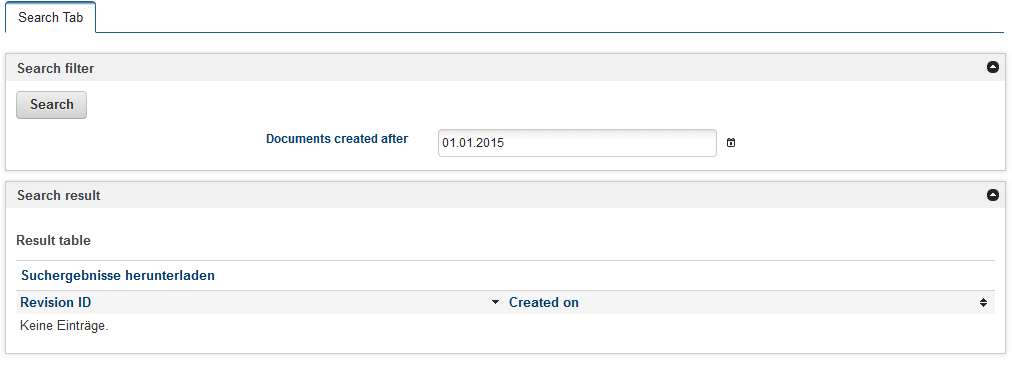 Search Tab
Search filter
Search
Documents created after 01.01.2015
Search result
Result table
Suchergebnisse herunterladen
Revision ID Created on
Keine Einträge.